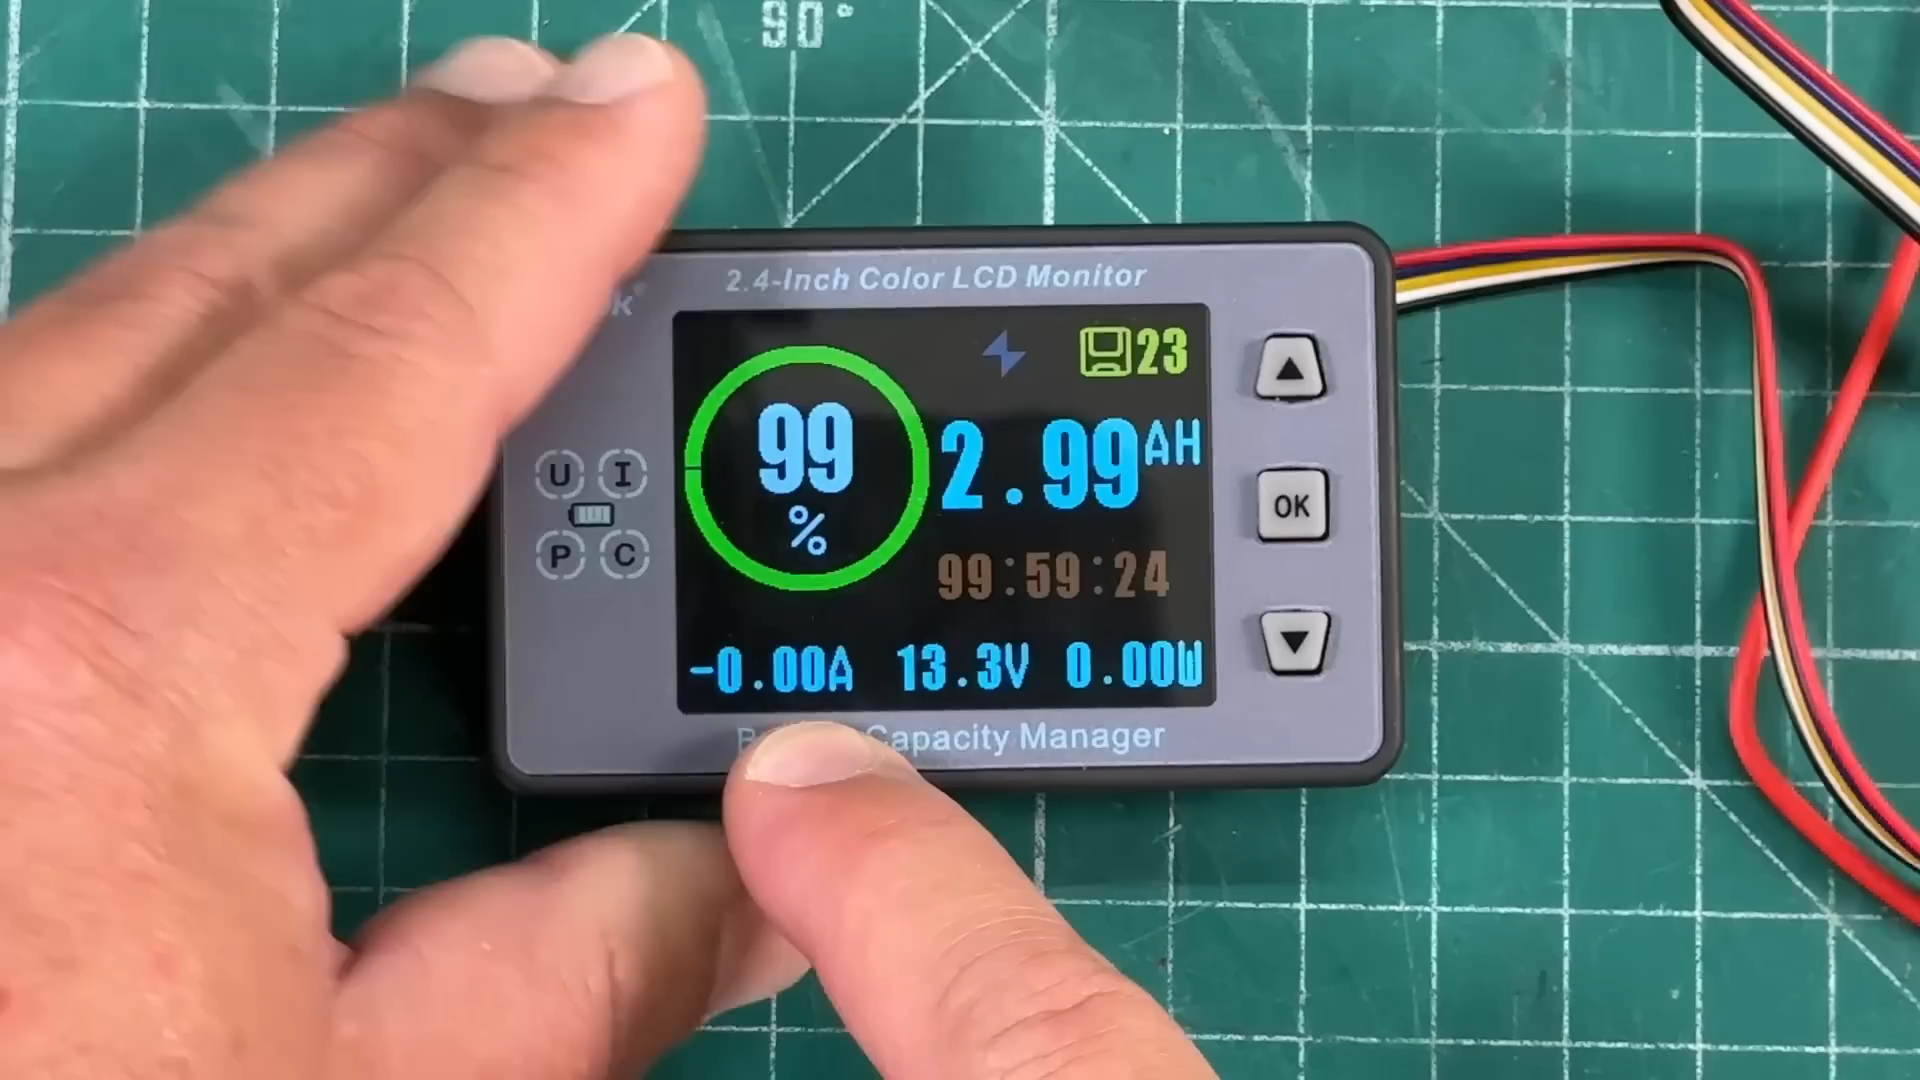 90°
2.4-Inch Color LCD Monitor
23
99
%
2.99AH
99:59:24
-0.00A 13.3V 0.00W
U I
P C
OK
Capacity Manager